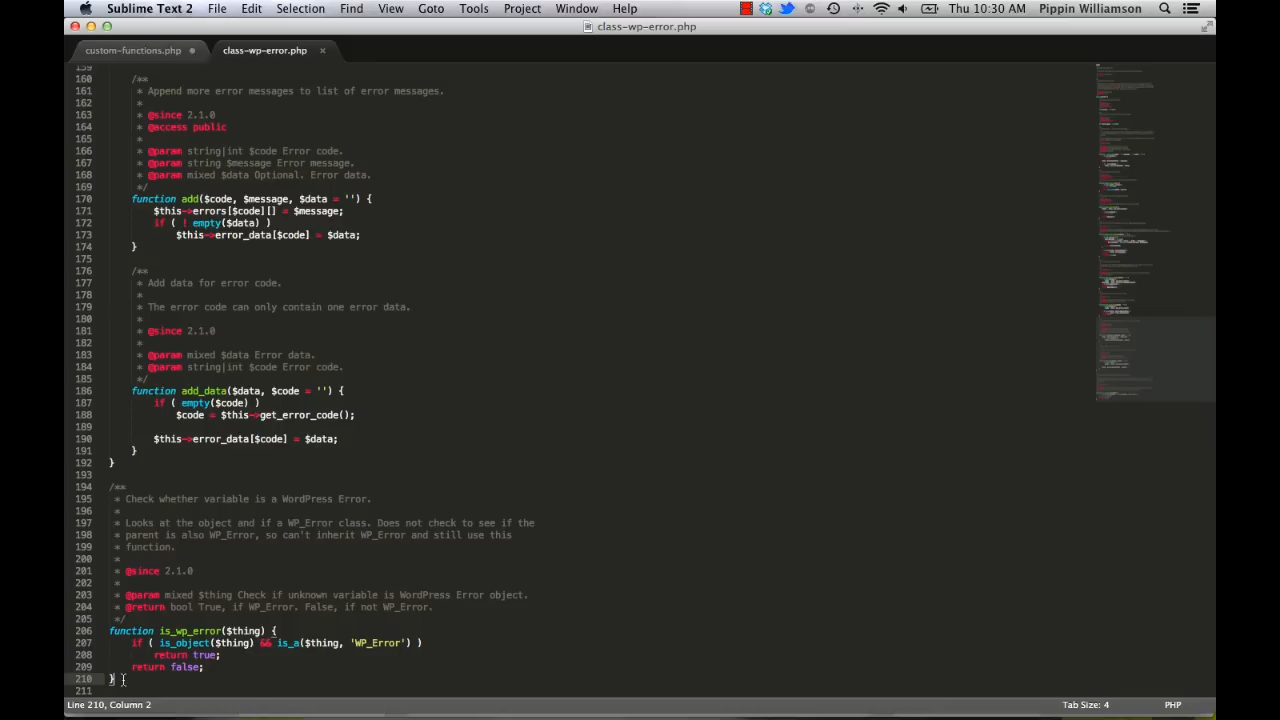 Sublime Text 2 File Edit Selection Find View Goto Tools Project Window Help Thu 10:30 AM Pippin Williamson
class-wp-error.php
custom-functions.php class-wp-error.php
159
160 /**
161 * Append more error messages to list of error messages.
162 *
163 * @since 2.1.0
164 * @access public
165 *
166 * @param string|int $code Error code.
167 * @param string $message Error message.
168 * @param mixed $data Optional. Error data.
169 */
170 function add($code, $message, $data = '') {
171 $this->errors[$code][] = $message;
172 if ( ! empty($data) )
173 $this->error_data[$code] = $data;
174 }
175
176 /**
177 * Add data for error code.
178 *
179 * The error code can only contain one error data.
180 *
181 * @since 2.1.0
182 *
183 * @param mixed $data Error data.
184 * @param string|int $code Error code.
185 */
186 function add_data($data, $code = '') {
187 if ( empty($code) )
188 $code = $this->get_error_code();
189
190 $this->error_data[$code] = $data;
191 }
192 }
193
194 /**
195 * Check whether variable is a WordPress Error.
196 *
197 * Looks at the object and if a WP_Error class. Does not check to see if the
198 * parent is also WP_Error, so can't inherit WP_Error and still use this
199 * function.
200 *
201 * @since 2.1.0
202 *
203 * @param mixed $thing Check if unknown variable is WordPress Error object.
204 * @return bool True, if WP_Error. False, if not WP_Error.
205 */
206 function is_wp_error($thing) {
207 if ( is_object($thing) && is_a($thing, 'WP_Error') )
208 return true;
209 return false;
210 }
211
Line 210, Column 2 Tab Size: 4 PHP